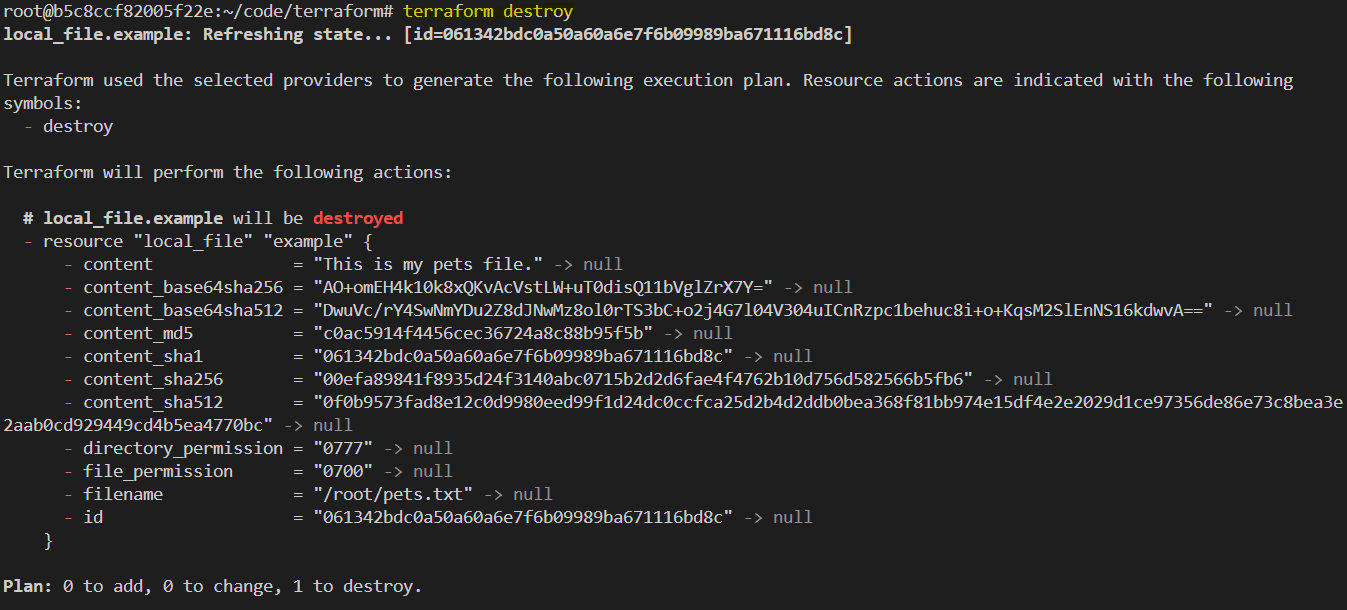 root@b5c8ccf82005f22e:~/code/terraform# terraform destroy
local_file.example: Refreshing state... [id=061342bdc0a50a60a6e7f6b09989ba671116bd8c]
Terraform used the selected providers to generate the following execution plan. Resource actions are indicated with the following
symbols:
  - destroy
Terraform will perform the following actions:
  # local_file.example will be destroyed
  - resource "local_file" "example" {
      - content              = "This is my pets file." -> null
      - content_base64sha256 = "AO+omEH4k10k8xQKvAcVstLW+uT0disQ11bVglZrX7Y=" -> null
      - content_base64sha512 = "DwuVc/rY4SwNmYDu2Z8dJNwMz8ol0rTS3bC+o2j4G7l04V304uICnRzpc1behuc8i+o+KqsM2SlEnNS16kdwvA==" -> null
      - content_md5          = "c0ac5914f4456cec36724a8c88b95f5b" -> null
      - content_sha1         = "061342bdc0a50a60a6e7f6b09989ba671116bd8c" -> null
      - content_sha256       = "00efa89841f8935d24f3140abc0715b2d2d6fae4f4762b10d756d582566b5fb6" -> null
      - content_sha512       = "0f0b9573fad8e12c0d9980eed99f1d24dc0ccfca25d2b4d2ddb0bea368f81bb974e15df4e2e2029d1ce97356de86e73c8bea3e
2aab0cd929449cd4b5ea4770bc" -> null
      - directory_permission = "0777" -> null
      - file_permission      = "0700" -> null
      - filename             = "/root/pets.txt" -> null
      - id                   = "061342bdc0a50a60a6e7f6b09989ba671116bd8c" -> null
    }
Plan: 0 to add, 0 to change, 1 to destroy.